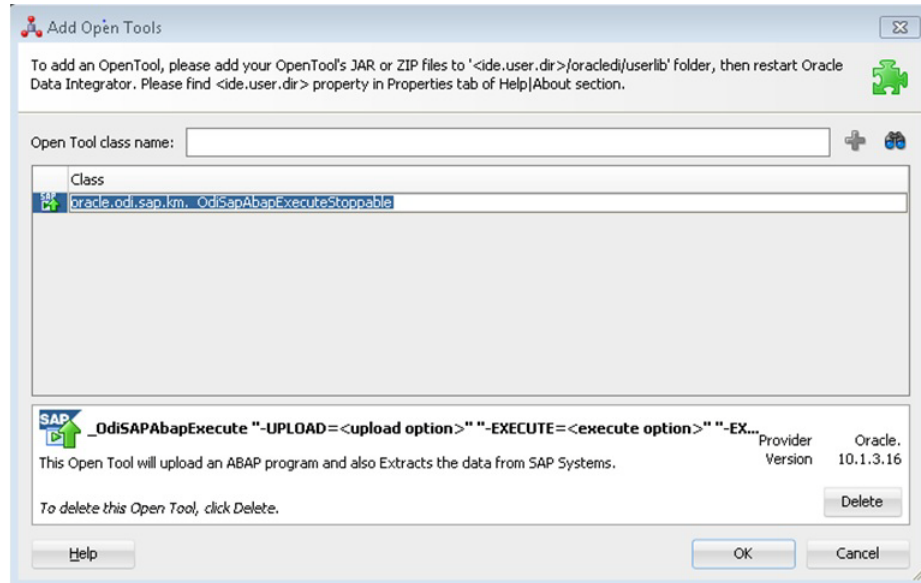 Add Open Tools
To add an OpenTool, please add your OpenTool's JAR or ZIP files to '<ide.user.dir>/oracledi/userlib' folder, then restart Oracle
Data Integrator. Please find <ide.user.dir> property in Properties tab of Help|About section.
Open Tool class name:
Class
SAP oracle.odi.sap.km._OdiSapAbapExecuteStoppable
SAP
_OdiSAPAbapExecute "-UPLOAD=<upload option>" "-EXECUTE=<execute option>" "-EX...
Provider Oracle.
This Open Tool will upload an ABAP program and also Extracts the data from SAP Systems.
Version 10.1.3.16
To delete this Open Tool, click Delete.
Delete
Help
OK
Cancel